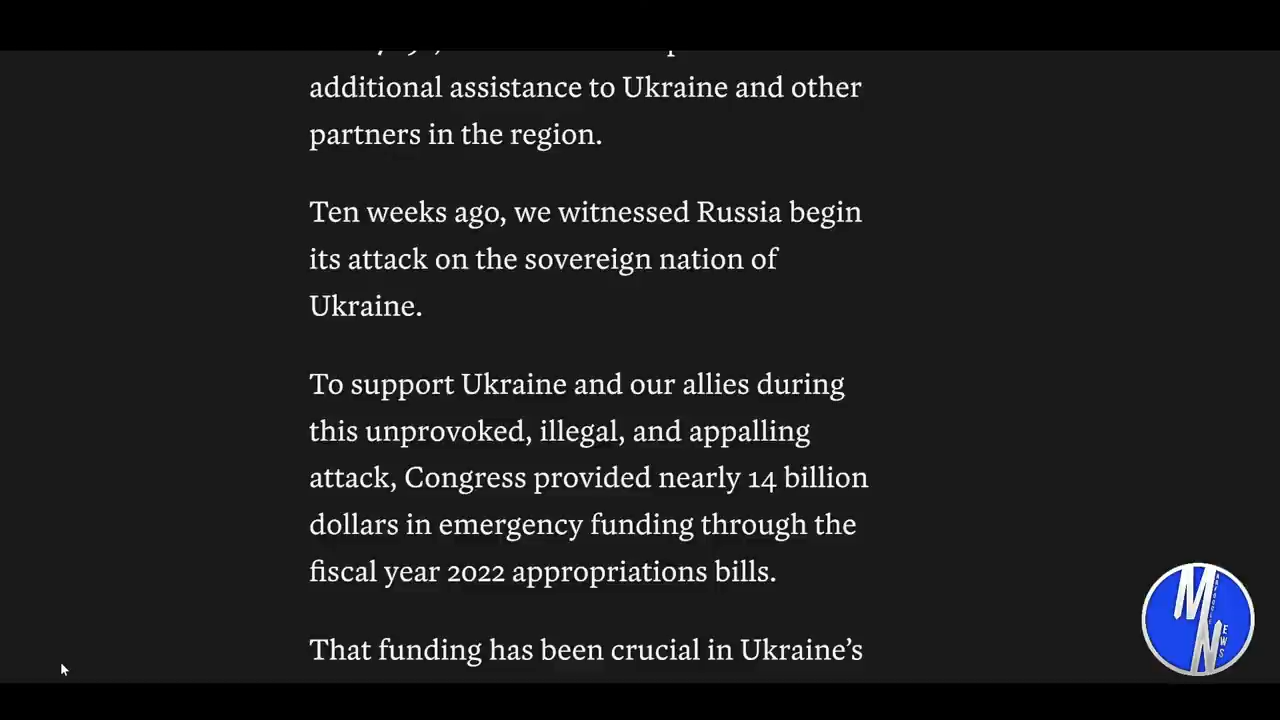 additional assistance to Ukraine and other
partners in the region.
Ten weeks ago, we witnessed Russia begin
its attack on the sovereign nation of
Ukraine.
To support Ukraine and our allies during
this unprovoked, illegal, and appalling
attack, Congress provided nearly 14 billion
dollars in emergency funding through the
fiscal year 2022 appropriations bills.
That funding has been crucial in Ukraine’s
MN
EWS